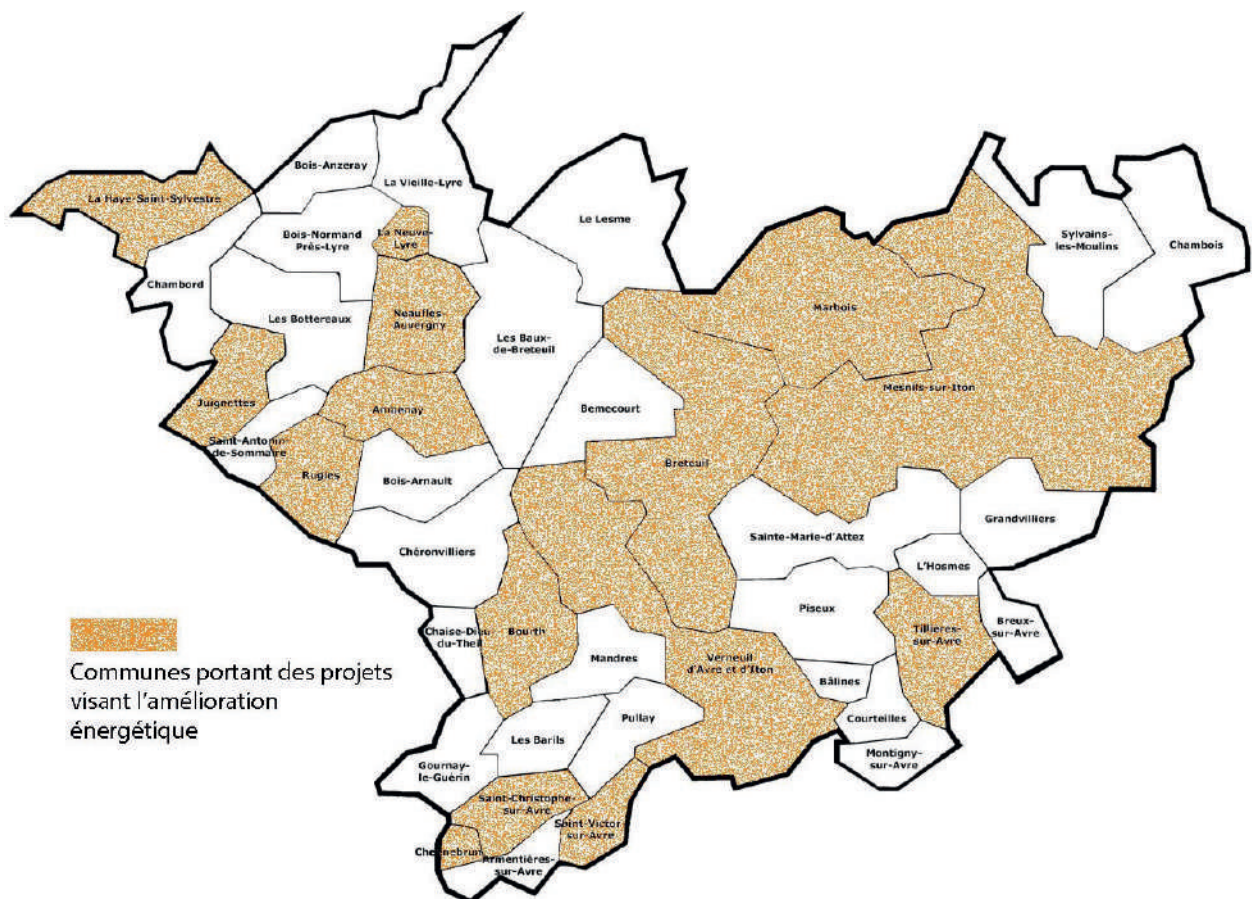 Bois-Anzeray
La Vieille-Lyre
La Haye-Saint-Sylvestre
Le Lesme
La Neuve-
Lyre
Bois-Normand
Près-Lyre
Sylvains-
les-Moulins
Chambois
Chambord
Les Bottereaux
Neaufles-
Auvergny
Marbois
Les Baux-
de-Breteuil
Mesnils-sur-Iton
Juignettes
Ambenay
Bemecourt
Saint-Antonin-
de-Sommaire
Rugles
Bois-Arnault
Breteuil
Grandvilliers
Sainte-Marie-d'Attez
Chéronvilliers
L'Hosmes
Piseux
Breux-
sur-Avre
Tillieres-
sur-Avre
Chaise-Dieu-
du-Theil
Bourth
Mandres
Verneuil
d'Avre et d'Iton
Bâlines
Communes portant des projets
visant l'amélioration
énergétique
Pullay
Courteilles
Les Barils
Montigny-
sur-Avre
Gournay-
le-Guérin
Saint-Christophe-
sur-Avre
Saint-Victor-
sur-Avre
Chennebrun
Armentières-
sur-Avre